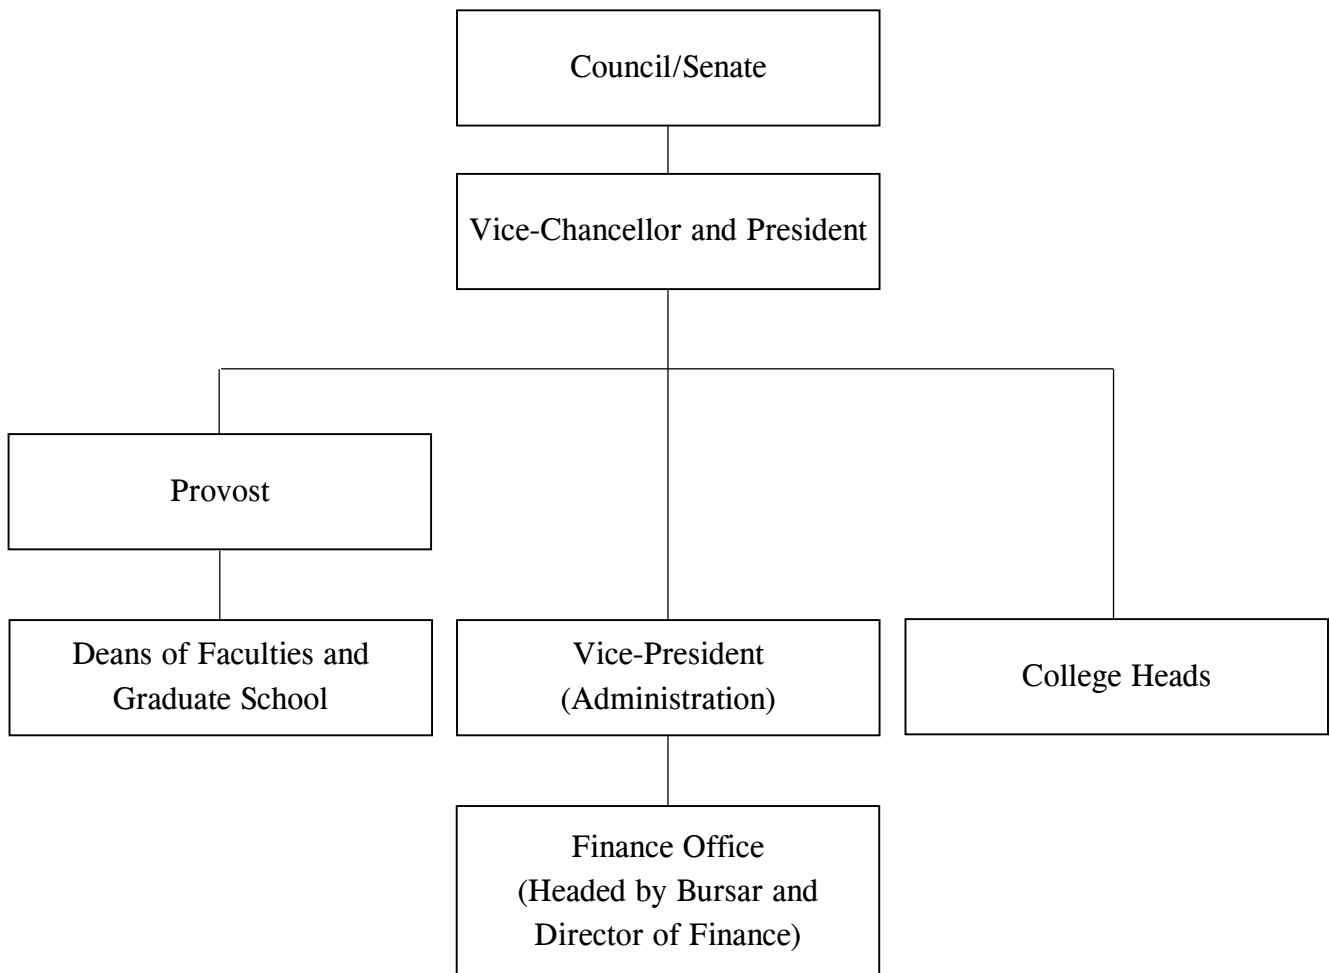 Council/Senate
Vice-Chancellor and President
Provost
Deans of Faculties and
Graduate School
Vice-President
(Administration)
College Heads
Finance Office
(Headed by Bursar and
Director of Finance)